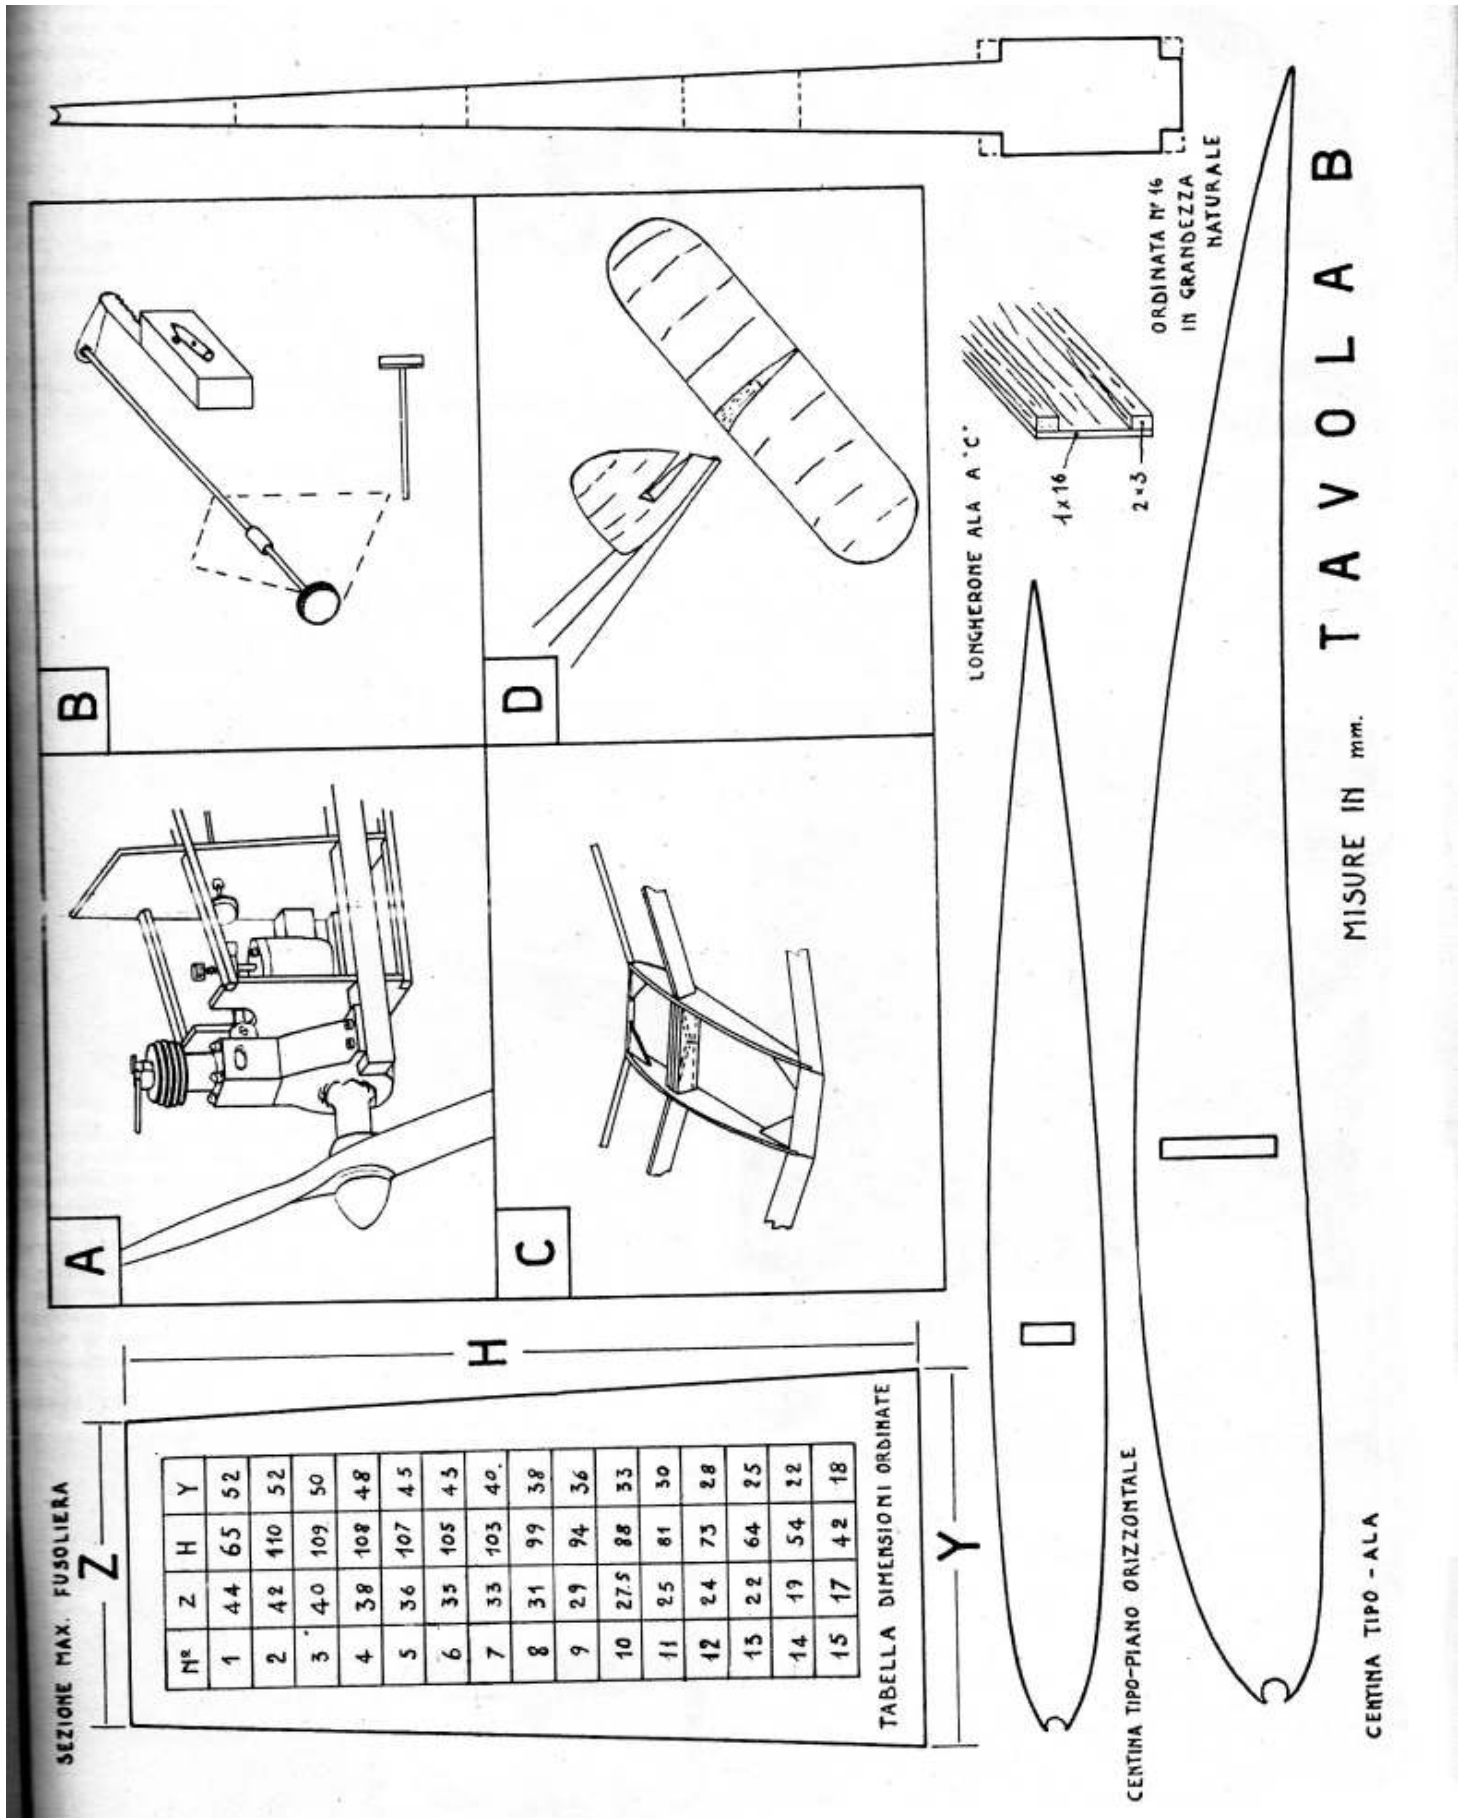 SEZIONE MAX. FUSOLIERA
Z
H
Y
Nº Z H Y
1 44 65 52
2 42 110 52
3 40 109 50
4 38 108 48
5 36 107 45
6 35 105 43
7 33 103 40.
8 31 99 38
9 29 94 36
10 27.5 88 33
11 25 81 30
12 24 73 28
13 22 64 25
14 19 54 22
15 17 42 18
TABELLA DIMENSIONI ORDINATE
A
B
C
D
LONGHERONE ALA A "C"
1x16
2x3
ORDINATA Nº 16
IN GRANDEZZA
NATURALE
CENTINA TIPO-PIANO ORIZZONTALE
CENTINA TIPO - ALA
MISURE IN mm.
TAVOLA B